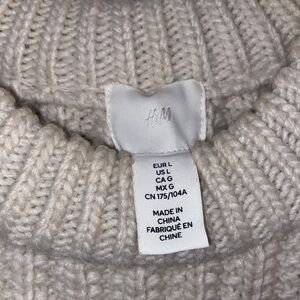 H&M
EUR L
US L
CA G
MX G
CN 175/104A
MADE IN
CHINA
FABRIQUÉ EN
CHINE